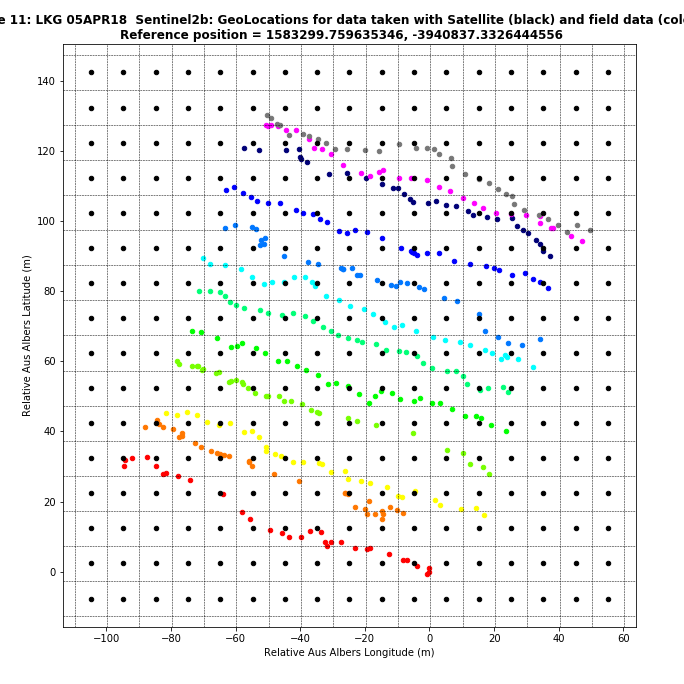 e 11: LKG 05APR18 Sentinel2b: GeoLocations for data taken with Satellite (black) and field data (colo
Reference position = 1583299.759635346, -3940837.3326444556
140
120
100
80
60
40
20
0
Relative Aus Albers Latitude (m)
−100 −80 −60 −40 −20 0 20 40 60
Relative Aus Albers Longitude (m)